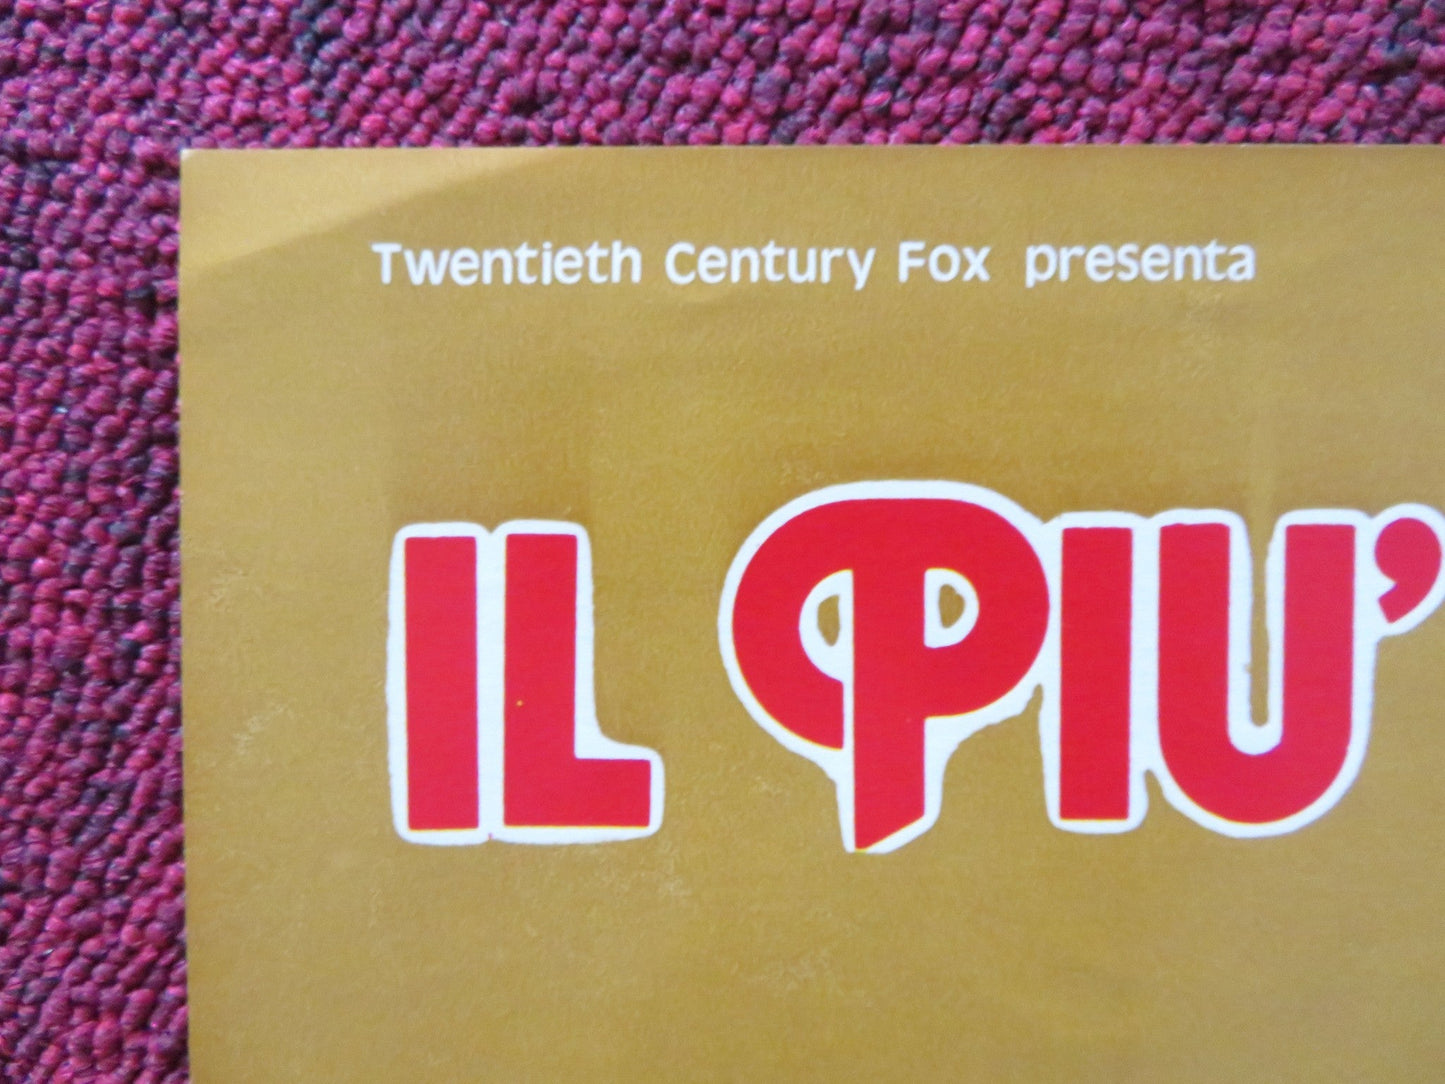 Twentieth Century Fox presenta
IL PIU'